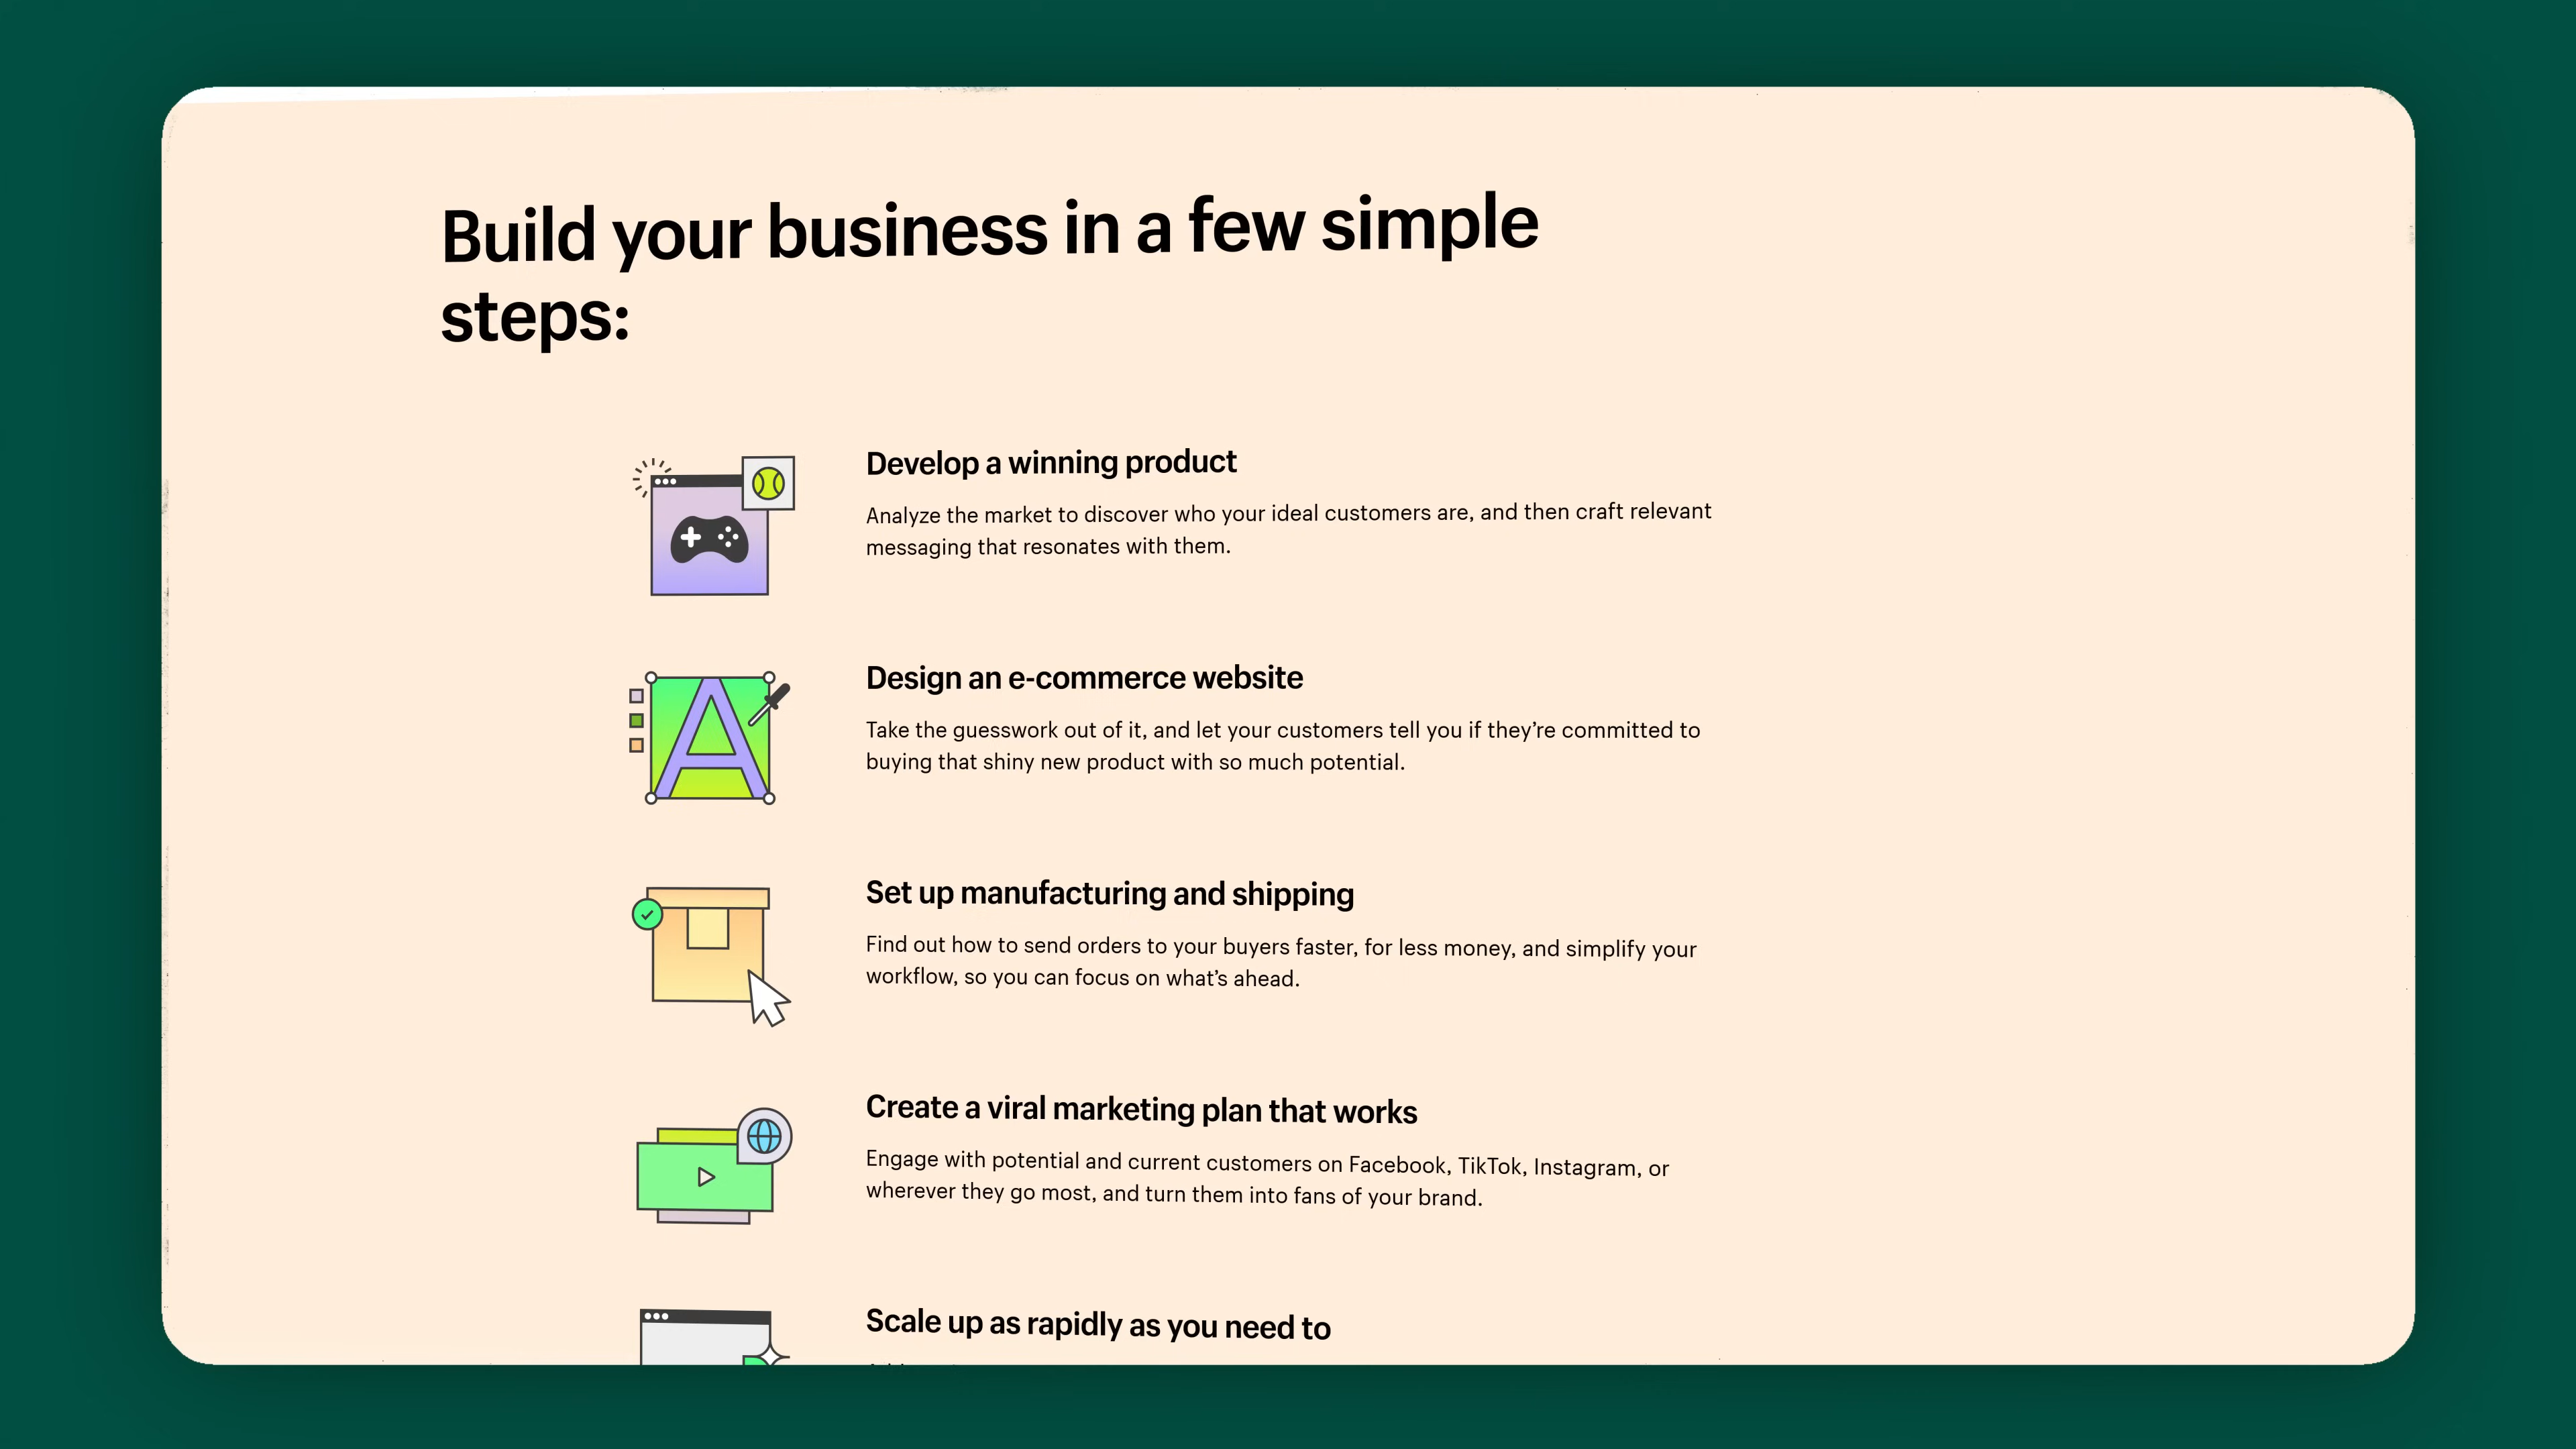 Build your business in a few simple
steps:
Develop a winning product
Analyze the market to discover who your ideal customers are, and then craft relevant
messaging that resonates with them.
A
Design an e-commerce website
Take the guesswork out of it, and let your customers tell you if they’re committed to
buying that shiny new product with so much potential.
Set up manufacturing and shipping
Find out how to send orders to your buyers faster, for less money, and simplify your
workflow, so you can focus on what’s ahead.
Create a viral marketing plan that works
Engage with potential and current customers on Facebook, TikTok, Instagram, or
wherever they go most, and turn them into fans of your brand.
Scale up as rapidly as you need to